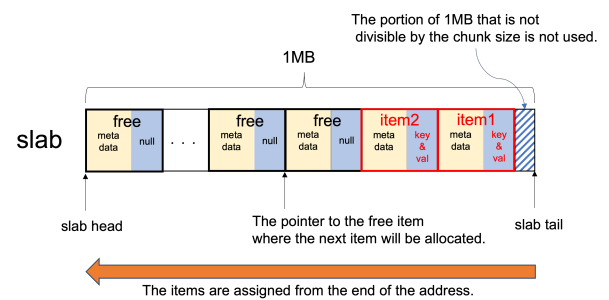 The portion of 1MB that is not
divisible by the chunk size is not used.
1MB
slab
free
meta
data
null
. . .
free
meta
data
null
free
meta
data
null
item2
meta
data
key
&
val
item1
meta
data
key
&
val
slab head
The pointer to the free item
where the next item will be allocated.
slab tail
The items are assigned from the end of the address.